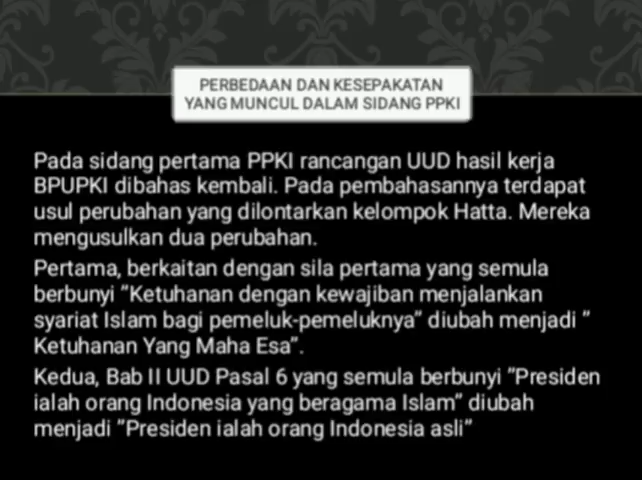 PERBEDAAN DAN KESEPAKATAN
YANG MUNCUL DALAM SIDANG PPKI
Pada sidang pertama PPKI rancangan UUD hasil kerja
BPUPKI dibahas kembali. Pada pembahasannya terdapat
usul perubahan yang dilontarkan kelompok Hatta. Mereka
mengusulkan dua perubahan.
Pertama, berkaitan dengan sila pertama yang semula
berbunyi "Ketuhanan dengan kewajiban menjalankan
syariat Islam bagi pemeluk-pemeluknya" diubah menjadi "
Ketuhanan Yang Maha Esa".
Kedua, Bab II UUD Pasal 6 yang semula berbunyi "Presiden
ialah orang Indonesia yang beragama Islam" diubah
menjadi "Presiden ialah orang Indonesia asli"